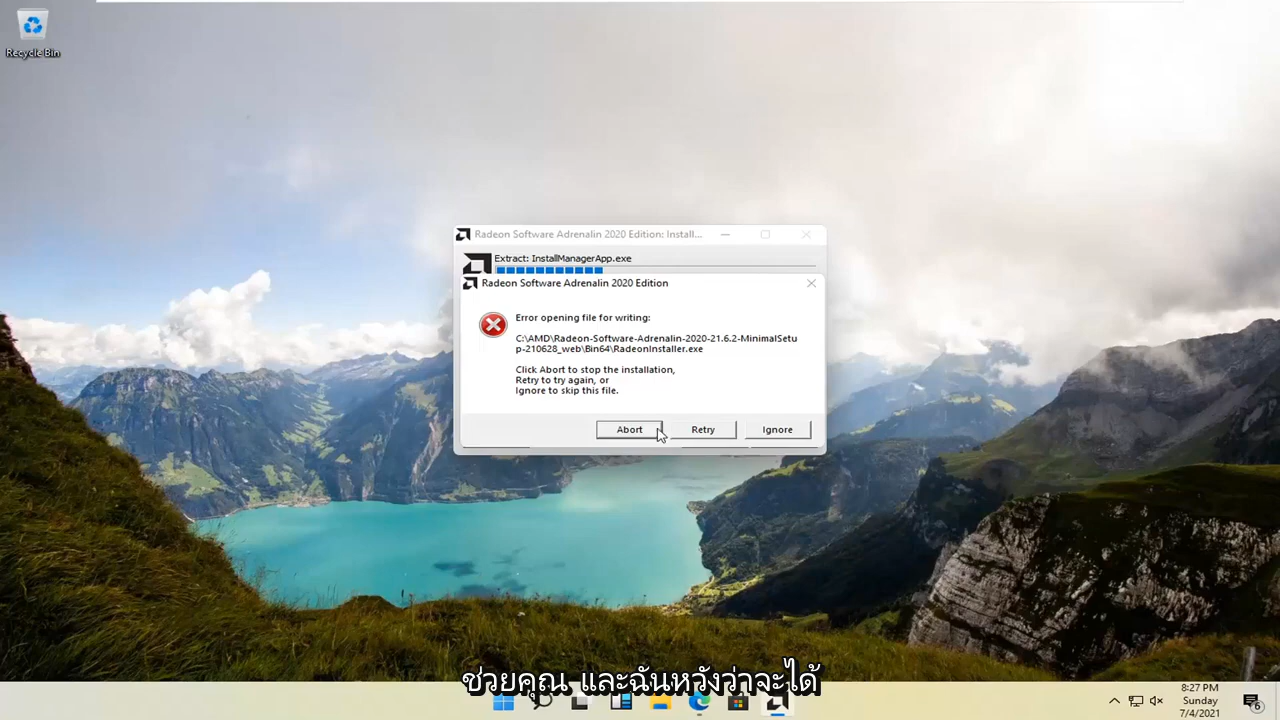 Recycle Bin
Radeon Software Adrenalin 2020 Edition: Install...
Extract: InstallManagerApp.exe
Radeon Software Adrenalin 2020 Edition
Error opening file for writing:
C:\AMD\Radeon-Software-Adrenalin-2020-21.6.2-MinimalSetu
p-210628_web\Bin64\RadeonInstaller.exe
Click Abort to stop the installation,
Retry to try again, or
Ignore to skip this file.
Abort
Retry
Ignore
ช่วยคุณ และฉันหวังว่าจะได้
8:27 PM
Sunday
7/4/2021
6